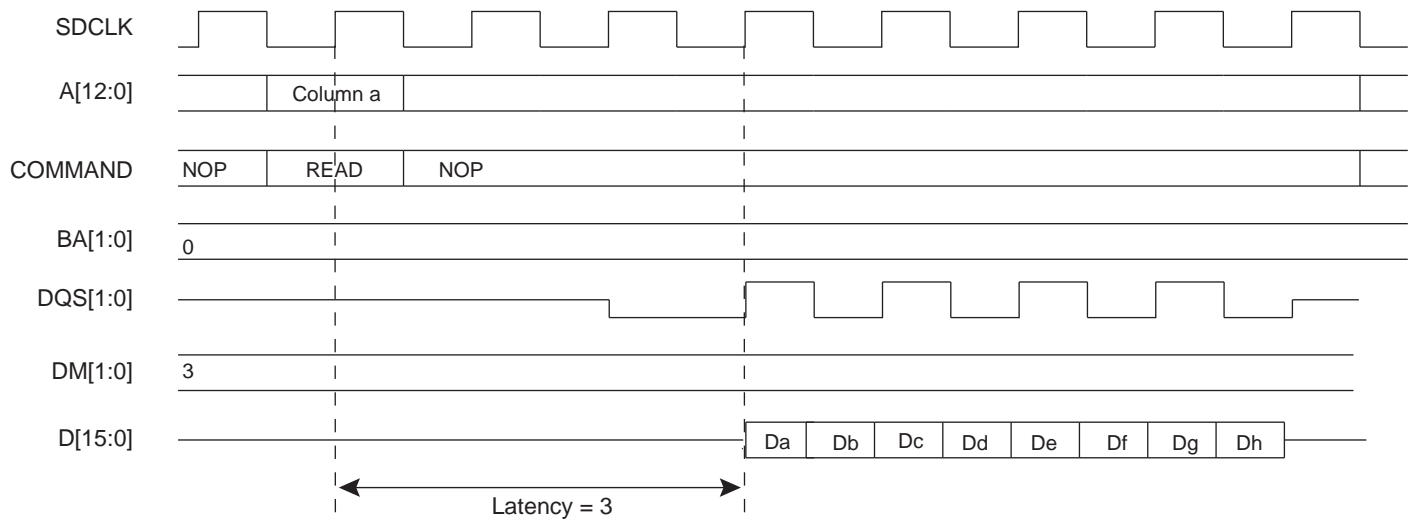 SDCLK
A[12:0] Column a
COMMAND NOP READ NOP
BA[1:0] 0
DQS[1:0]
DM[1:0] 3
D[15:0] Da Db Dc Dd De Df Dg Dh
Latency = 3